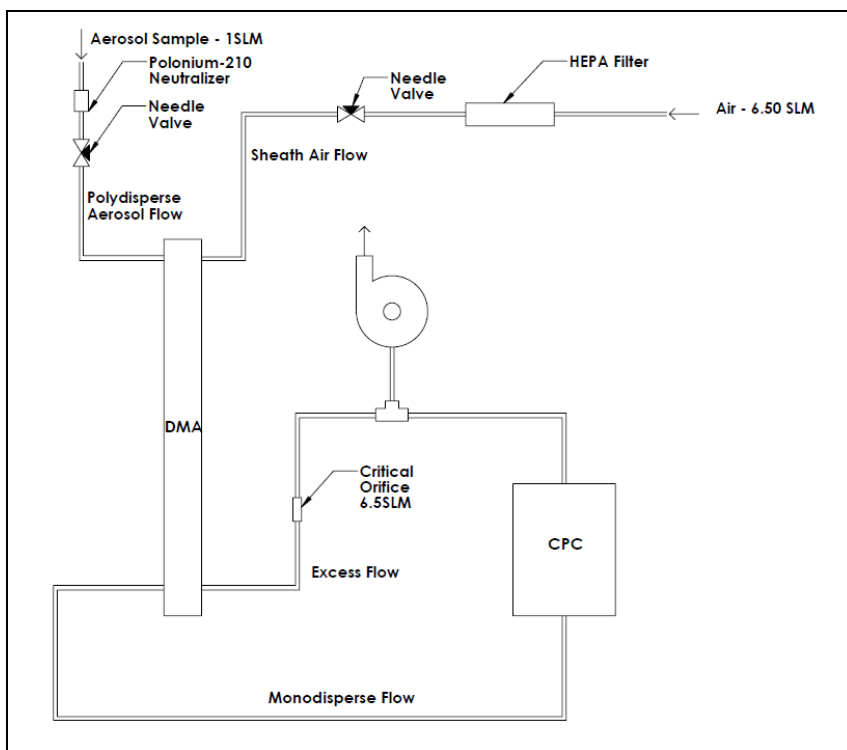 Aerosol Sample - 1SLM
Polonium-210
Neutralizer
Needle
Valve
Polydisperse
Aerosol Flow
Needle
Valve
HEPA Filter
Air - 6.50 SLM
Sheath Air Flow
DMA
Critical
Orifice
6.5SLM
Excess Flow
CPC
Monodisperse Flow